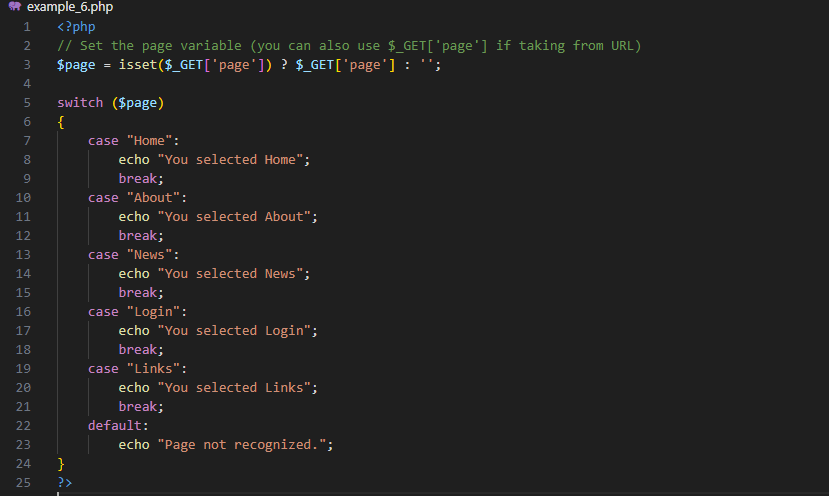 example_6.php
1 <?php
2 // Set the page variable (you can also use $_GET['page'] if taking from URL)
3 $page = isset($_GET['page']) ? $_GET['page'] : '';
4
5 switch ($page)
6 {
7     case "Home":
8         echo "You selected Home";
9         break;
10     case "About":
11         echo "You selected About";
12         break;
13     case "News":
14         echo "You selected News";
15         break;
16     case "Login":
17         echo "You selected Login";
18         break;
19     case "Links":
20         echo "You selected Links";
21         break;
22     default:
23         echo "Page not recognized.";
24 }
25 ?>